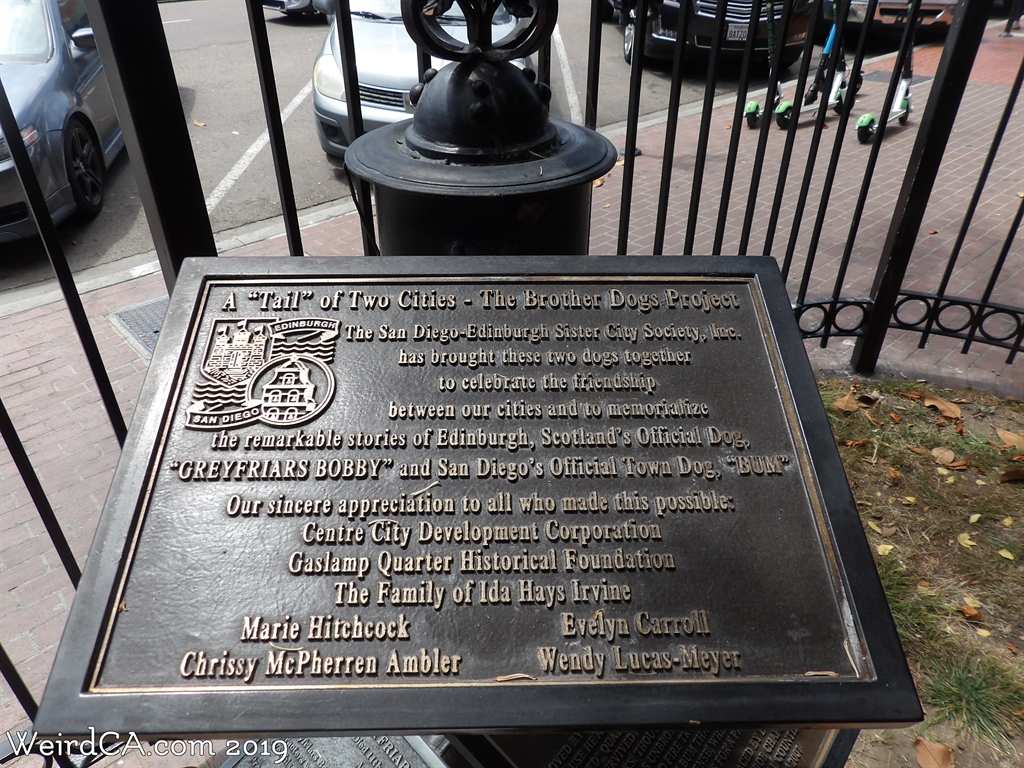 A "Tail" of Two Cities - The Brother Dogs Project
EDINBURGH
SAN DIEGO
The San Diego-Edinburgh Sister City Society, Inc.
has brought these two dogs together
to celebrate the friendship
between our cities and to memorialize
the remarkable stories of Edinburgh, Scotland's Official Dog,
"GREYFRIARS BOBBY" and San Diego's Official Town Dog, "BUM"
Our sincere appreciation to all who made this possible:
Centre City Development Corporation
Gaslamp Quarter Historical Foundation
The Family of Ida Hays Irvine
Marie Hitchcock Evelyn Carroll
Chrissy McPherren Ambler Wendy Lucas-Meyer
WeirdCA.com 2019